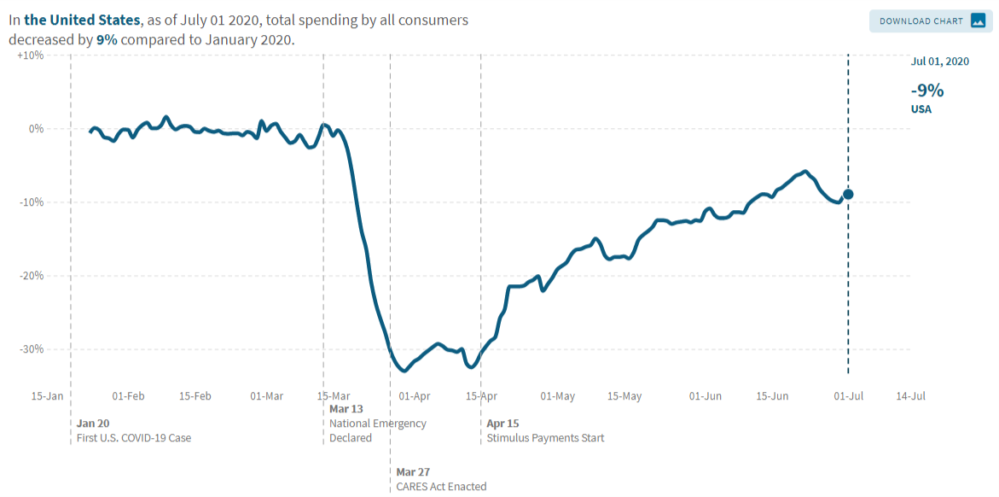 In the United States, as of July 01 2020, total spending by all consumers
decreased by 9% compared to January 2020.
DOWNLOAD CHART
+10%
0%
-10%
-20%
-30%
Jul 01, 2020
-9%
USA
15-Jan 01-Feb 15-Feb 01-Mar 15-Mar 01-Apr 15-Apr 01-May 15-May 01-Jun 15-Jun 01-Jul 14-Jul
Jan 20
First U.S. COVID-19 Case
Mar 13
National Emergency
Declared
Apr 15
Stimulus Payments Start
Mar 27
CARES Act Enacted